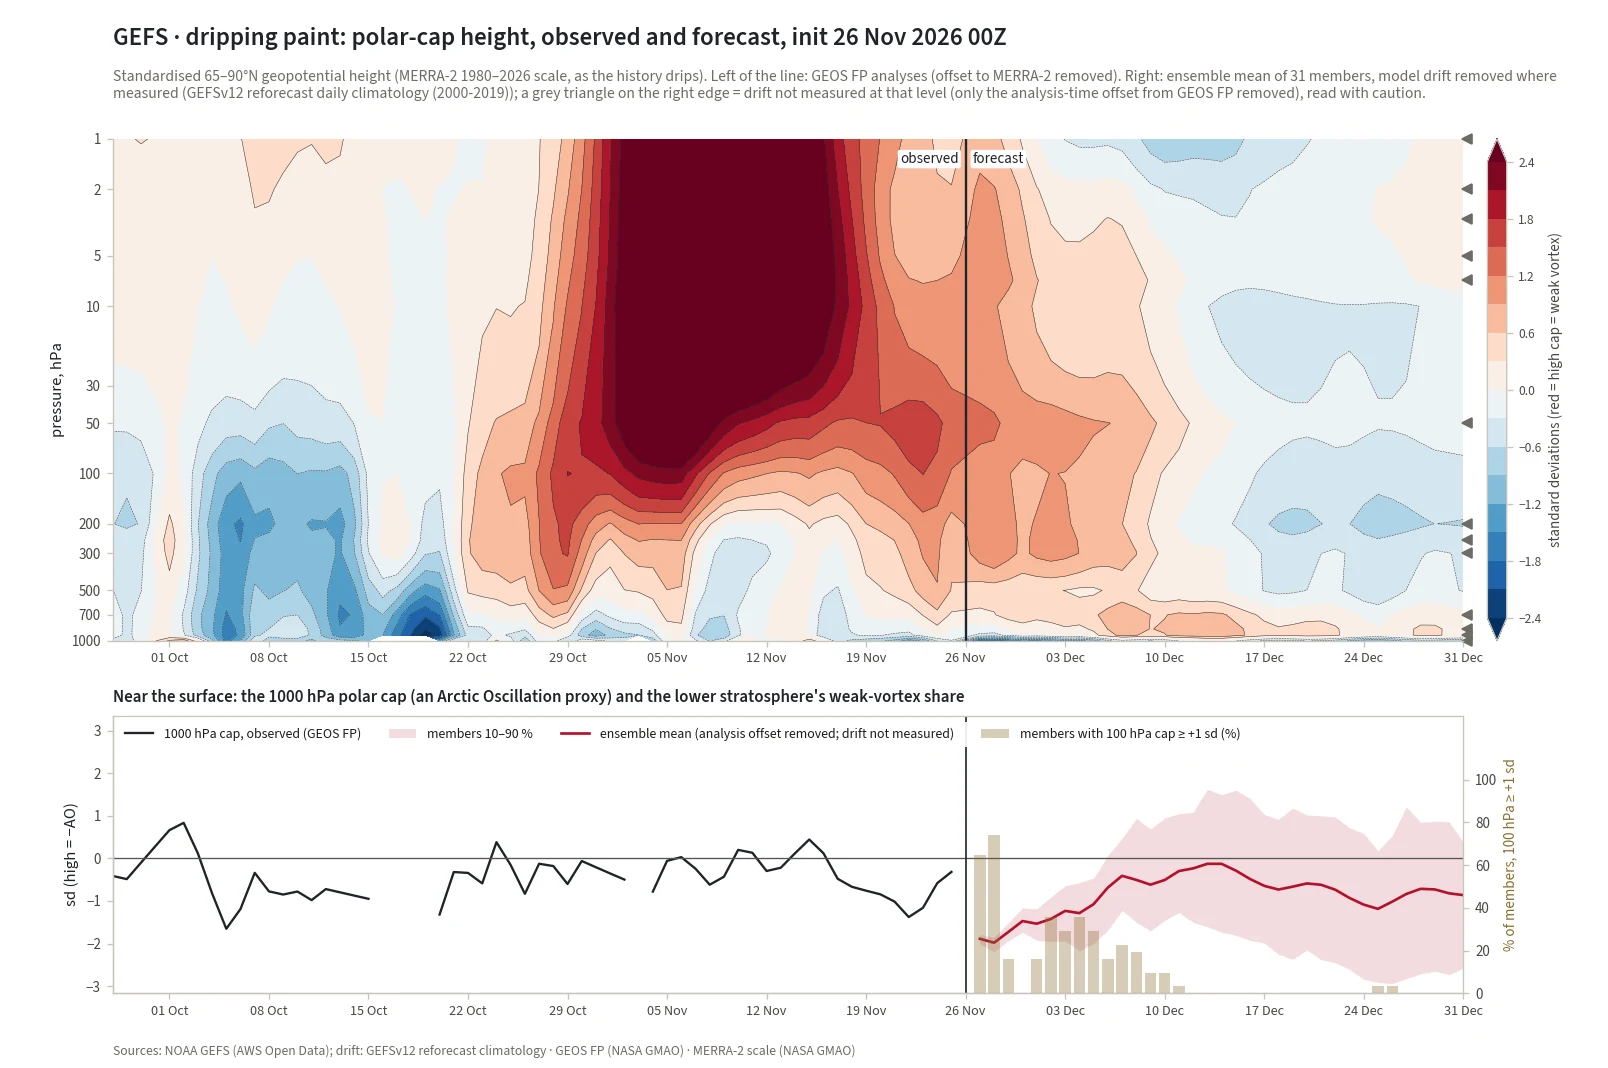 GEFS · dripping paint: polar-cap height, observed and forecast, init 26 Nov 2026 00Z
Standardised 65–90°N geopotential height (MERRA-2 1980–2026 scale, as the history drips). Left of the line: GEOS FP analyses (offset to MERRA-2 removed). Right: ensemble mean of 31 members, model drift removed where
measured (GEFSv12 reforecast daily climatology (2000-2019)); a grey triangle on the right edge = drift not measured at that level (only the analysis-time offset from GEOS FP removed), read with caution.
observed forecast
pressure, hPa
1
2
5
10
30
50
100
200
300
500
700
1000
01 Oct 08 Oct 15 Oct 22 Oct 29 Oct 05 Nov 12 Nov 19 Nov 26 Nov 03 Dec 10 Dec 17 Dec 24 Dec 31 Dec
2.4
1.8
1.2
0.6
0.0
−0.6
−1.2
−1.8
−2.4
standard deviations (red = high cap = weak vortex)
Near the surface: the 1000 hPa polar cap (an Arctic Oscillation proxy) and the lower stratosphere's weak-vortex share
1000 hPa cap, observed (GEOS FP) members 10–90 % ensemble mean (analysis offset removed; drift not measured) members with 100 hPa cap ≥ +1 sd (%)
sd (high = −AO)
3
2
1
0
−1
−2
−3
100
80
60
40
20
0
% of members, 100 hPa ≥ +1 sd
01 Oct 08 Oct 15 Oct 22 Oct 29 Oct 05 Nov 12 Nov 19 Nov 26 Nov 03 Dec 10 Dec 17 Dec 24 Dec 31 Dec
Sources: NOAA GEFS (AWS Open Data); drift: GEFSv12 reforecast climatology · GEOS FP (NASA GMAO) · MERRA-2 scale (NASA GMAO)